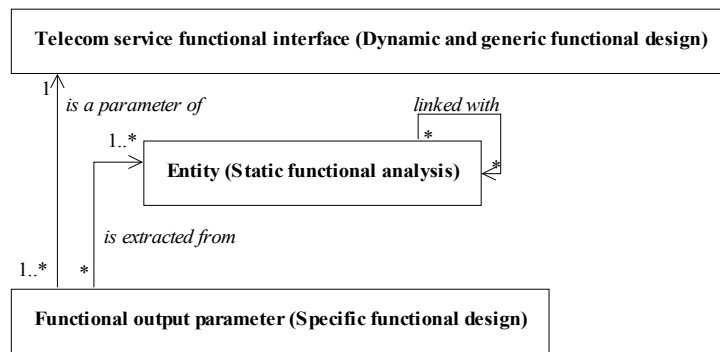 Telecom service functional interface (Dynamic and generic functional design)
1
is a parameter of
linked with
1..*
*
Entity (Static functional analysis)
*
is extracted from
1..*
*
Functional output parameter (Specific functional design)